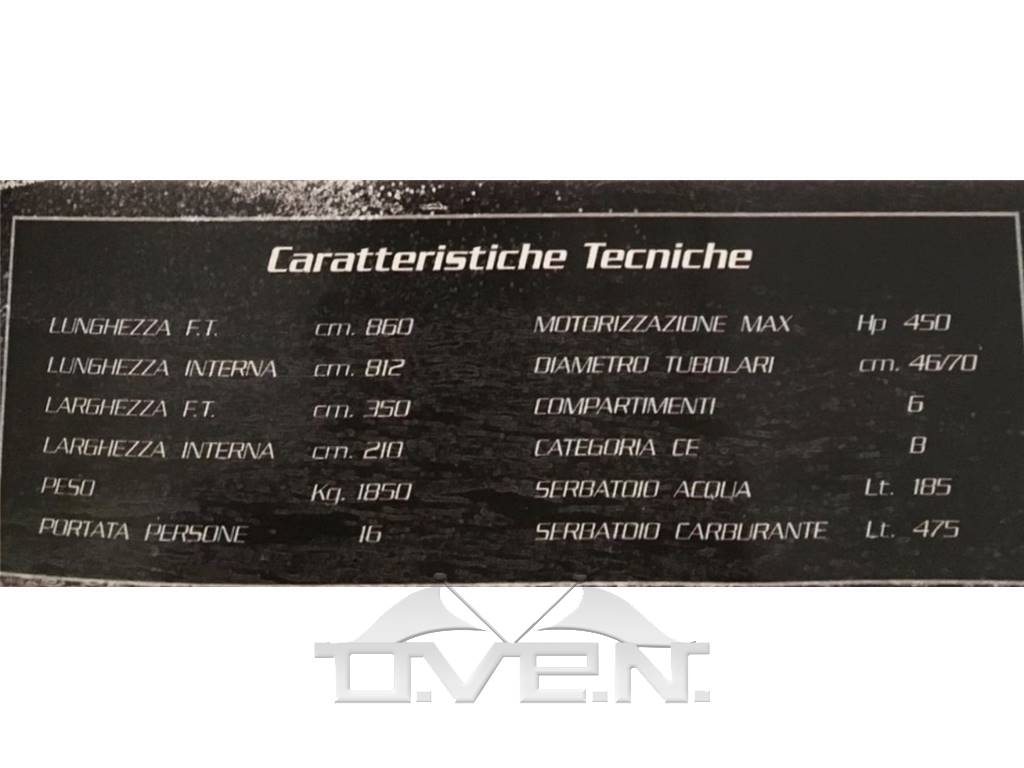 Caratteristiche Tecniche
LUNGHEZZA F.T. cm. 860 MOTORIZZAZIONE MAX Hp 450
LUNGHEZZA INTERNA cm. 812 DIAMETRO TUBOLARI cm. 46/70
LARGHEZZA F.T. cm. 350 COMPARTIMENTI 6
LARGHEZZA INTERNA cm. 210 CATEGORIA CE B
PESO Kg. 1850 SERBATOIO ACQUA Lt. 185
PORTATA PERSONE 16 SERBATOIO CARBURANTE Lt. 475
O.V.E.N.